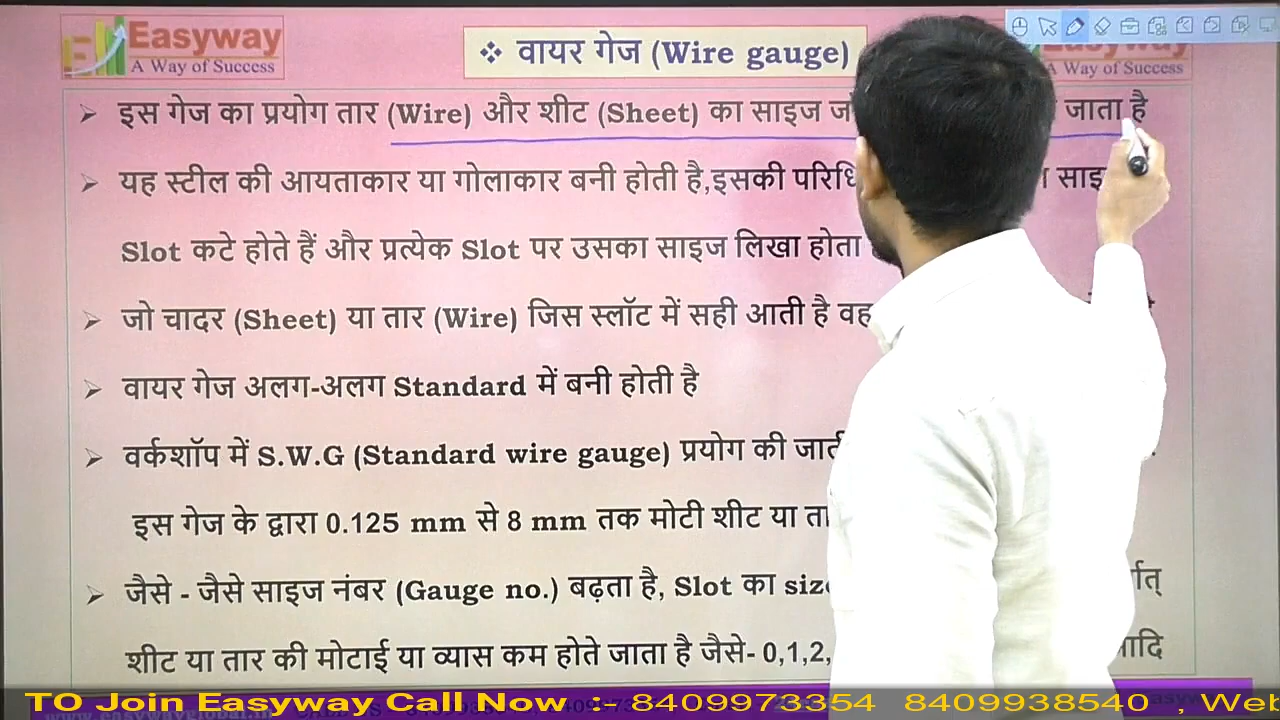 Easyway
A Way of Success
❖ वायर गेज (Wire gauge)
A Way of Success
➢ इस गेज का प्रयोग तार (Wire) और शीट (Sheet) का साइज जाता है
➢ यह स्टील की आयताकार या गोलाकार बनी होती है,इसकी परिधि
Slot कटे होते हैं और प्रत्येक Slot पर उसका साइज लिखा होता
➢ जो चादर (Sheet) या तार (Wire) जिस स्लॉट में सही आती है वह
➢ वायर गेज अलग-अलग Standard में बनी होती है
➢ वर्कशॉप में S.W.G (Standard wire gauge) प्रयोग की
इस गेज के द्वारा 0.125 mm से 8 mm तक मोटी शीट या
➢ जैसे - जैसे साइज नंबर (Gauge no.) बढ़ता है, Slot का
शीट या तार की मोटाई या व्यास कम होते जाता है जैसे- 0,1,2,
TO Join Easyway Call Now :- 8409973354 8409938540 , Web